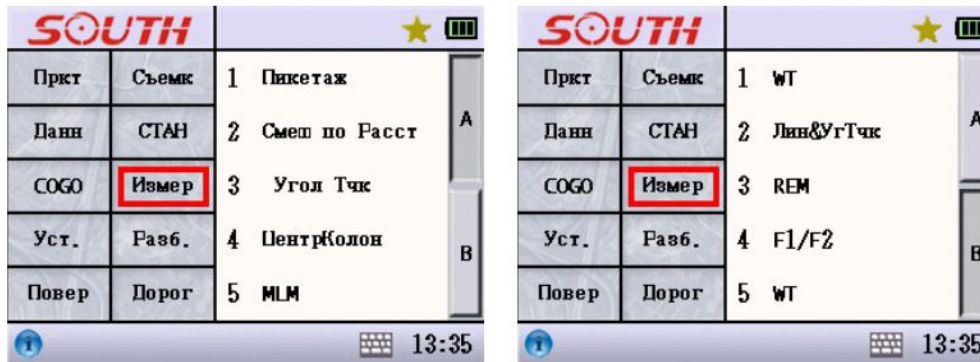 SOUTH
Пркт Съемк 1 Пикетаж
Данн СТАН 2 Смещ по Расст A
COGO Измер 3 Угол Тчк
Уст. Разб. 4 ЦентрКолон B
Повер Дорог 5 MLM
13:35
SOUTH
Пркт Съемк 1 WT
Данн СТАН 2 Лин&УгТчк A
COGO Измер 3 REM
Уст. Разб. 4 F1/F2 B
Повер Дорог 5 WT
13:35